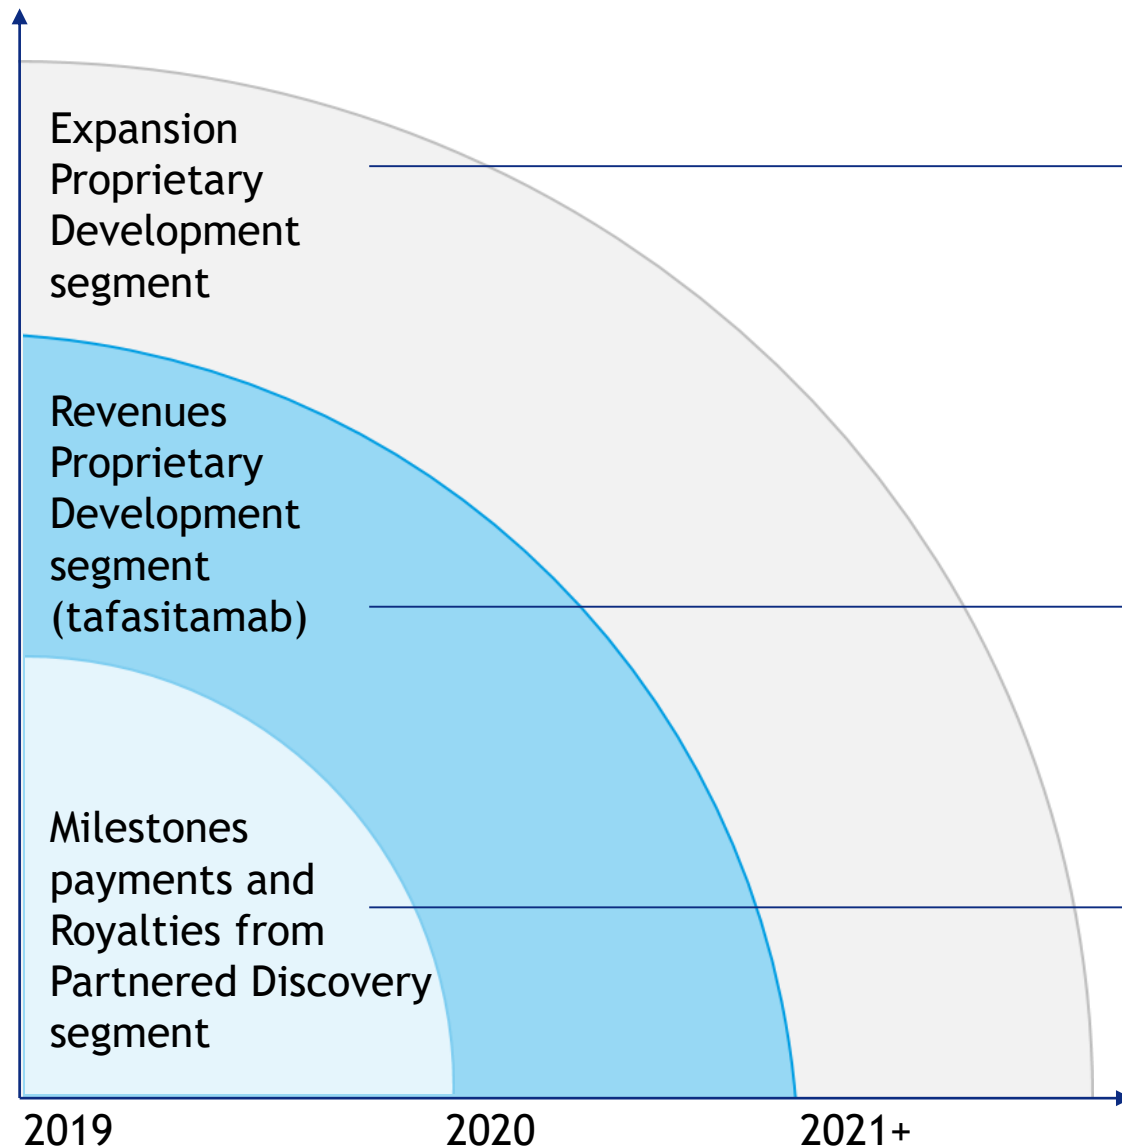 Expansion
Proprietary
Development
segment
Revenues
Proprietary
Development
segment
(tafasitamab)
Milestones
payments and
Royalties from
Partnered Discovery
segment
2019
2020
2021+